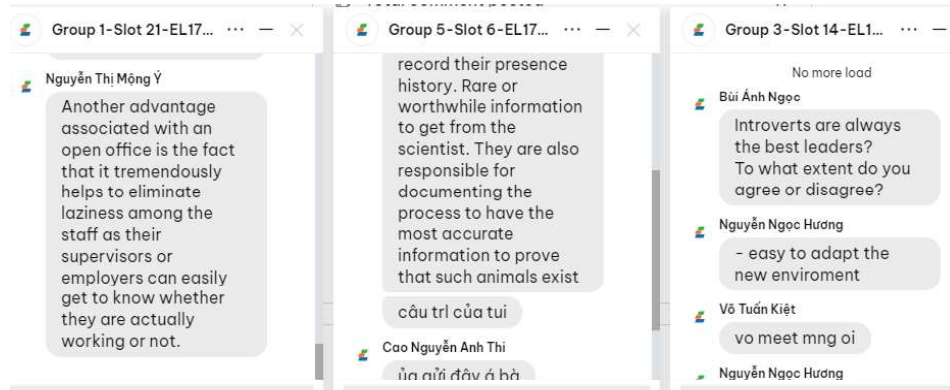 Group 1-Slot 21-EL17...
Nguyễn Thị Mộng Ý
Another advantage
associated with an
open office is the fact
that it tremendously
helps to eliminate
laziness among the
staff as their
supervisors or
employers can easily
get to know whether
they are actually
working or not.
Group 5-Slot 6-EL17...
record their presence
history. Rare or
worthwhile information
to get from the
scientist. They are also
responsible for
documenting the
process to have the
most accurate
information to prove
that such animals exist
câu trl của tui
Cao Nguyễn Anh Thi
ủa gửi đây á bà
Group 3-Slot 14-EL1...
No more load
Bùi Ánh Ngọc
Introverts are always
the best leaders?
To what extent do you
agree or disagree?
Nguyễn Ngọc Hương
- easy to adapt the
new enviroment
Võ Tuấn Kiệt
vo meet mng oi
Nguyễn Ngọc Hương